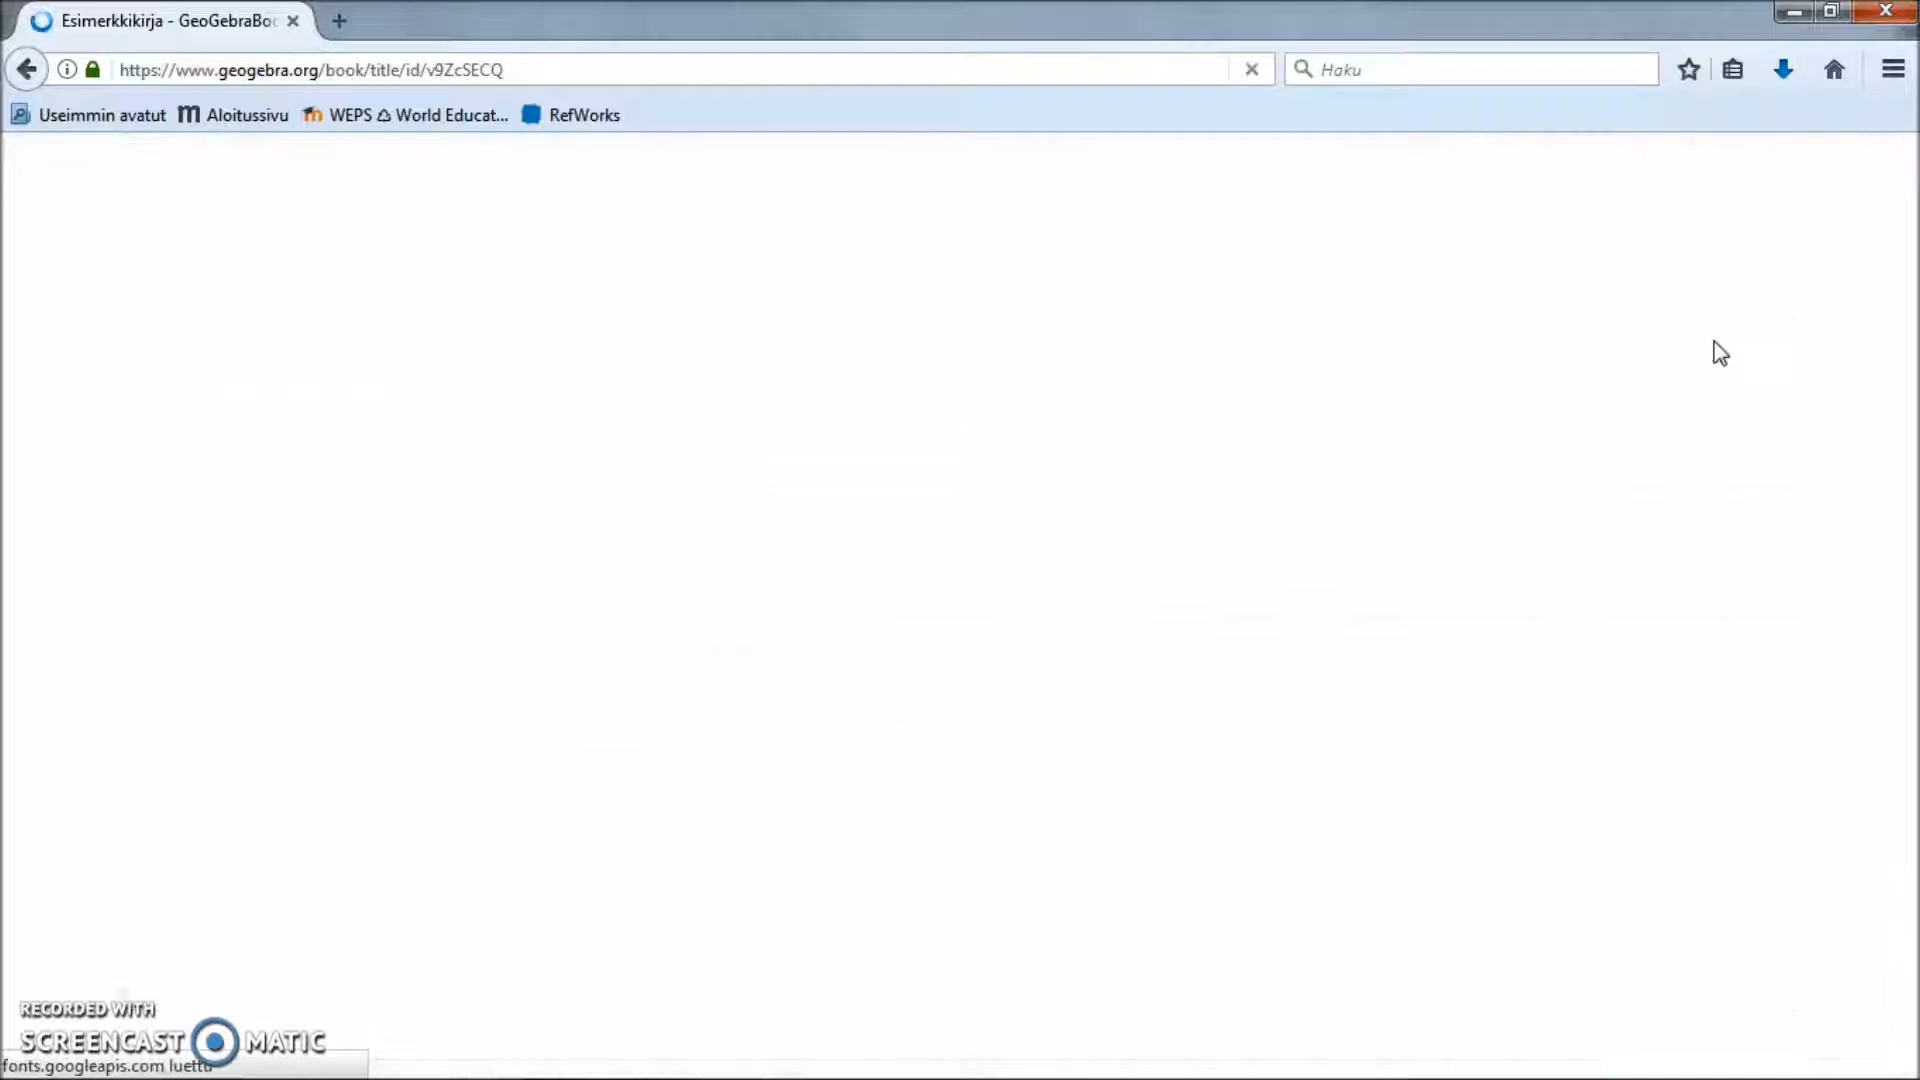 Esimerkkikirja - GeoGebraBo
https://www.geogebra.org/book/title/id/v9ZcSECQ
Haku
Useimmin avatut Aloitussivu WEPS △ World Educat... RefWorks
RECORDED WITH
SCREENCAST MATIC
fonts.googleapis.com luettu